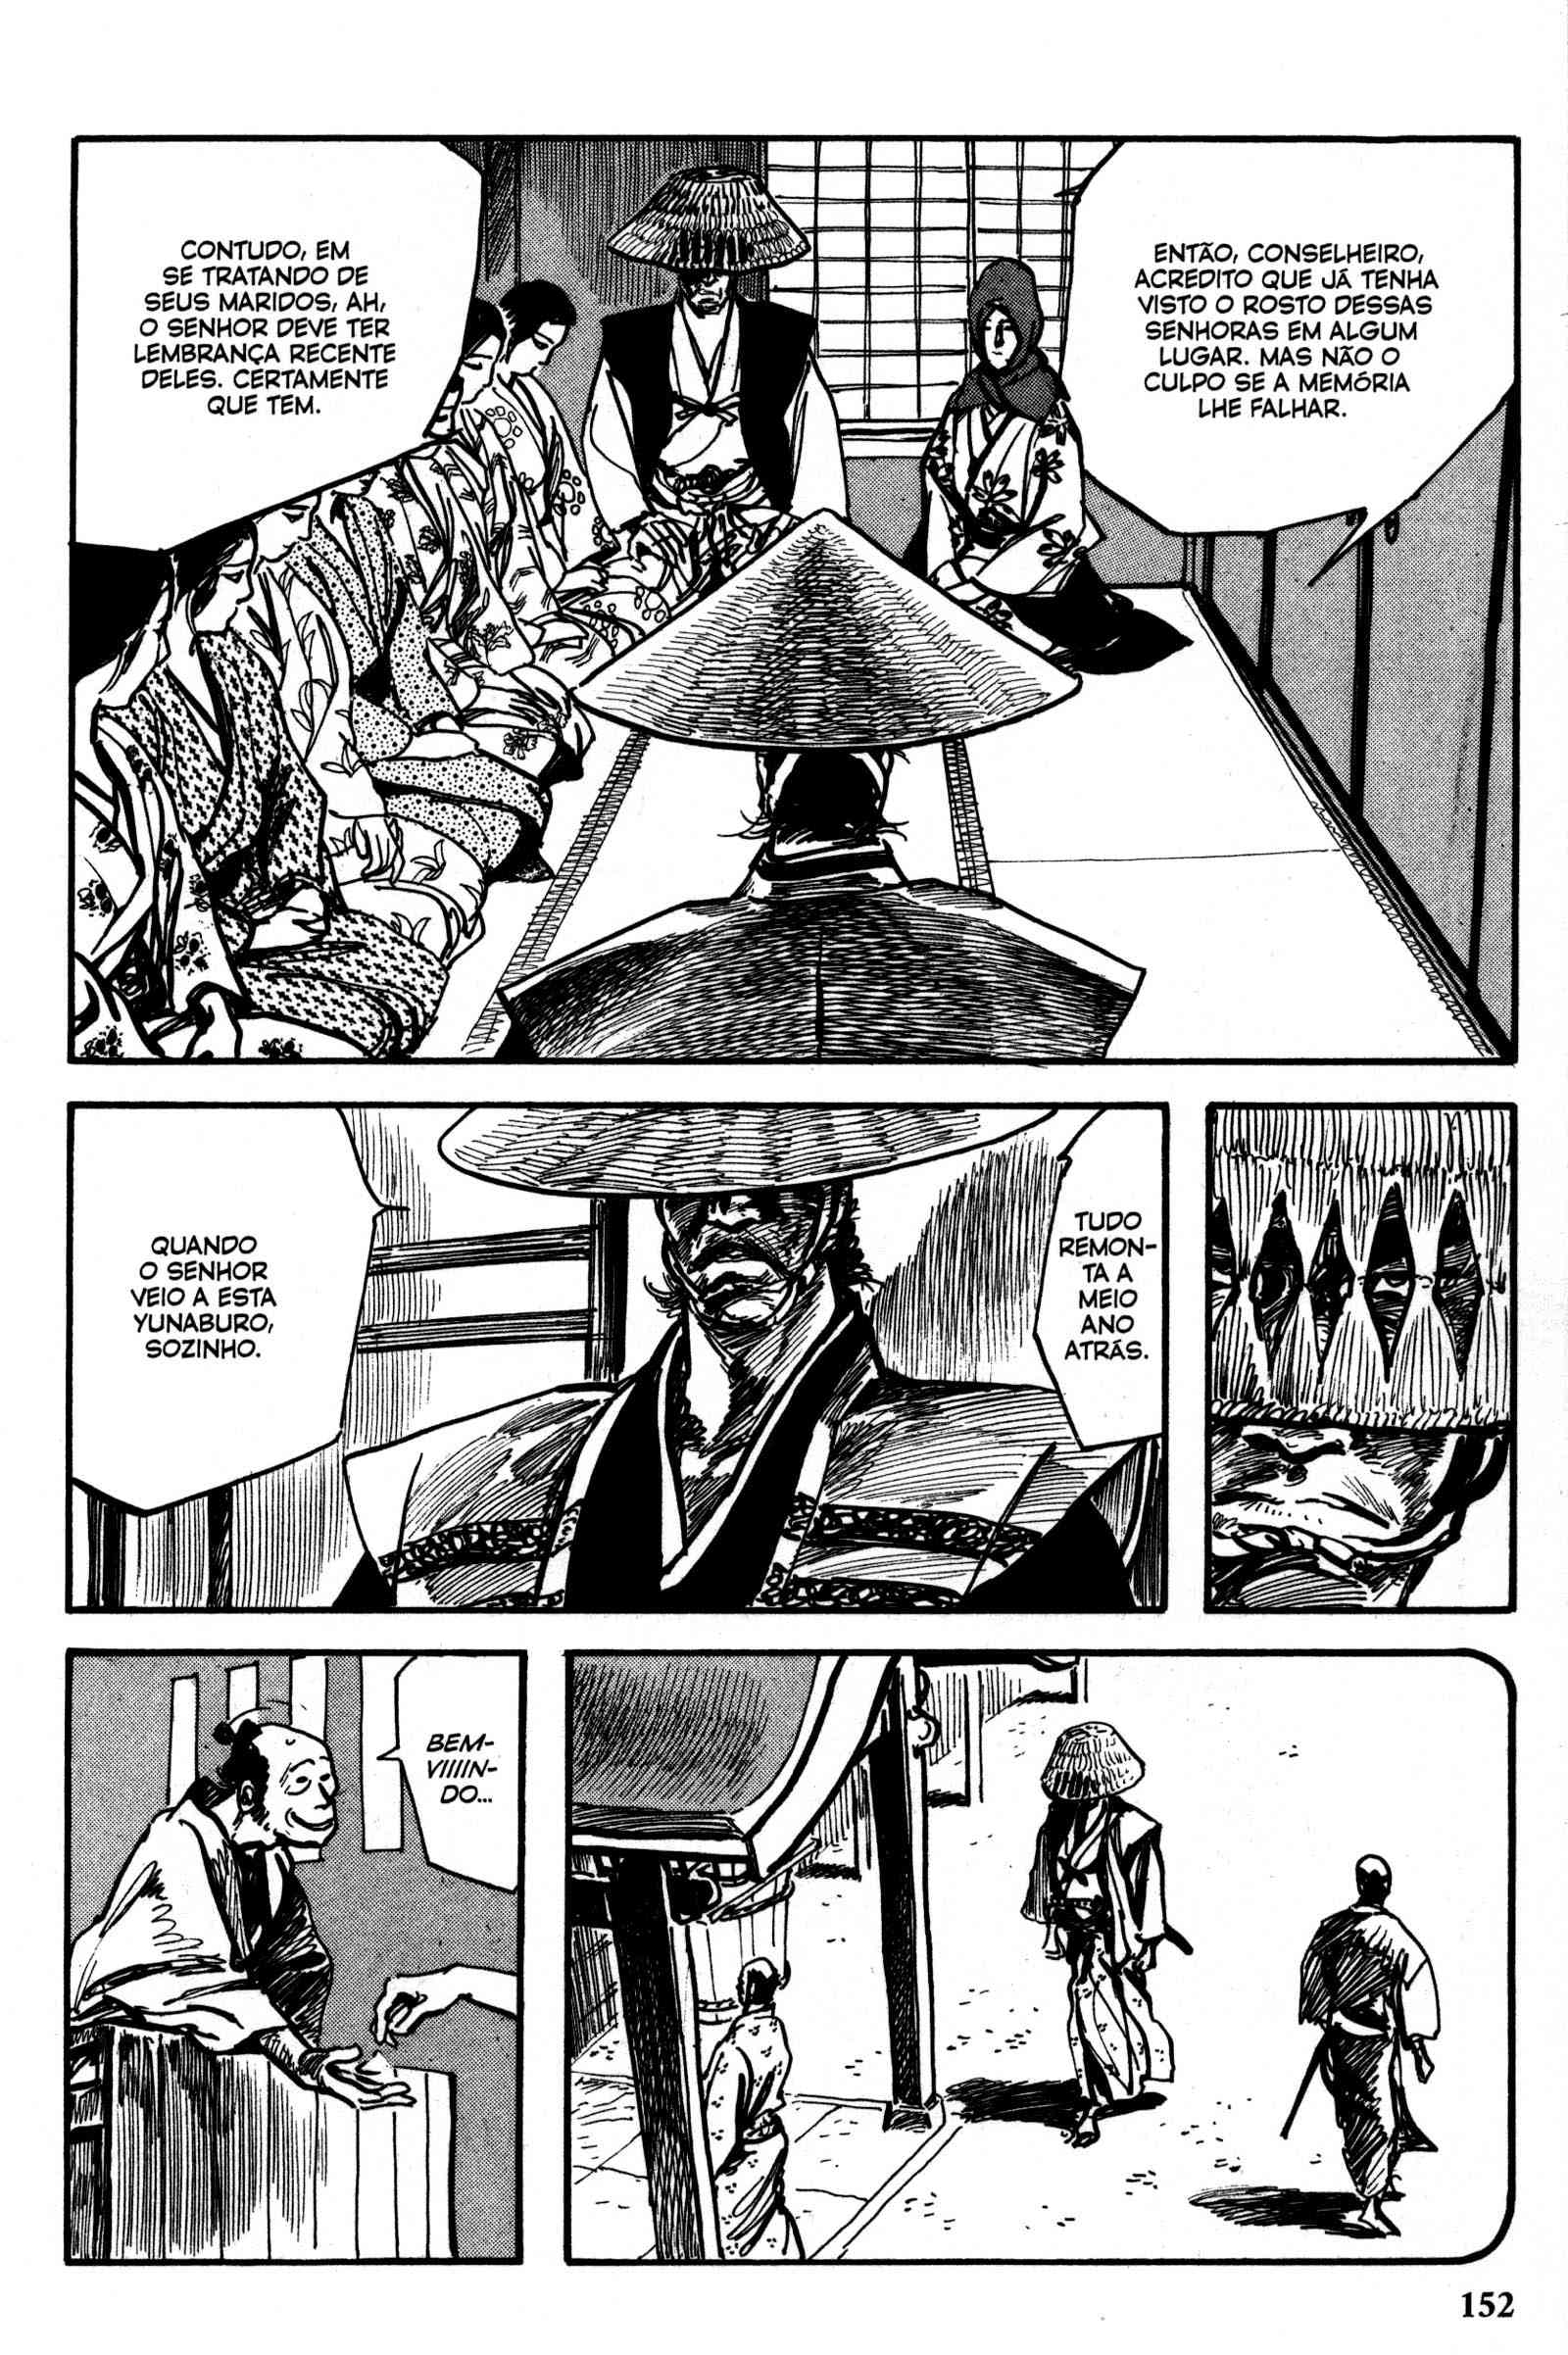 ENTÃO, CONSELHEIRO,
ACREDITO QUE JÁ TENHA
VISTO O ROSTO DESSAS
SENHORAS EM ALGUM
LUGAR. MAS NÃO O
CULPO SE A MEMÓRIA
LHE FALHAR.
CONTUDO, EM
SE TRATANDO DE
SEUS MARIDOS, AH,
O SENHOR DEVE TER
LEMBRANÇA RECENTE
DELES. CERTAMENTE
QUE TEM.
TUDO
REMON-
TA A
MEIO
ANO
ATRÁS.
QUANDO
O SENHOR
VEIO A ESTA
YUNABURO,
SOZINHO.
BEM-
VIIIIN-
DO...
152